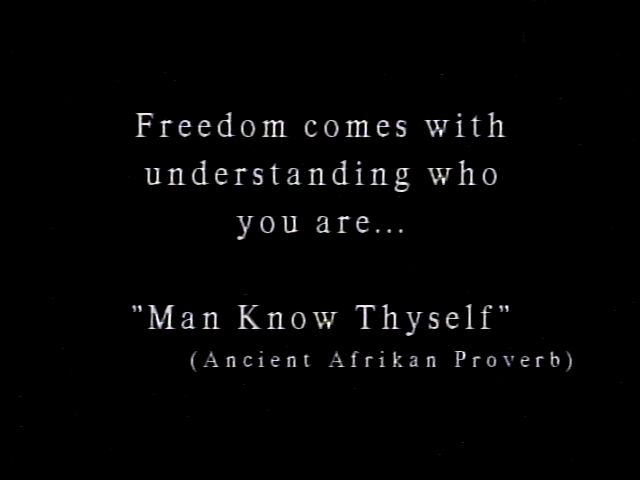 Freedom comes with
understanding who
you are...
"Man Know Thyself"
(Ancient Afrikan Proverb)